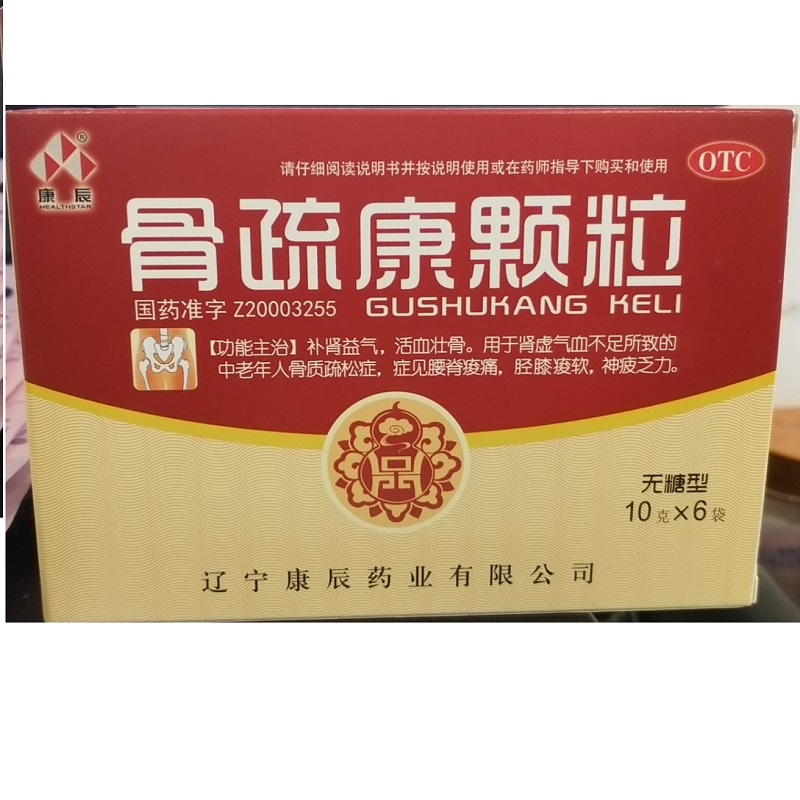 康辰
HEALTHSTAR
®
请仔细阅读说明书并按说明使用或在药师指导下购买和使用
OTC
骨疏康颗粒
国药准字 Z20003255 GUSHUKANG KELI
【功能主治】补肾益气，活血壮骨。用于肾虚气血不足所致的
中老年人骨质疏松症，症见腰脊痠痛，胫膝痠软，神疲乏力。
无糖型
10克×6袋
辽宁康辰药业有限公司